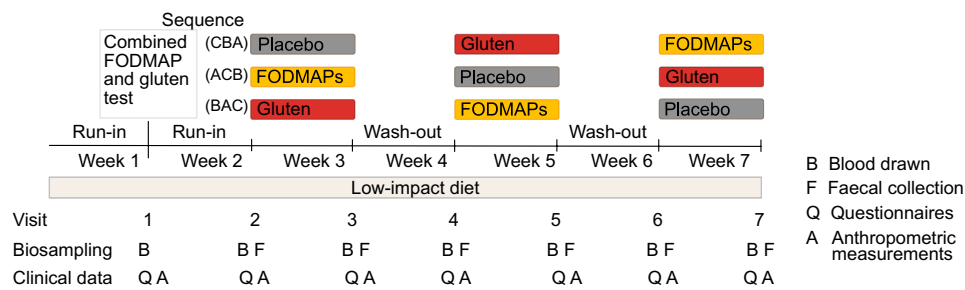 Sequence
Combined
FODMAP
and gluten
test
(CBA) Placebo Gluten FODMAPs
(ACB) FODMAPs Placebo Gluten
(BAC) Gluten FODMAPs Placebo
Run-in Run-in Wash-out Wash-out
Week 1 Week 2 Week 3 Week 4 Week 5 Week 6 Week 7
Low-impact diet
Visit 1 2 3 4 5 6 7
Biosampling B B F B F B F B F B F B F
Clinical data Q A Q A Q A Q A Q A Q A Q A
B Blood drawn
F Faecal collection
Q Questionnaires
A Anthropometric
measurements